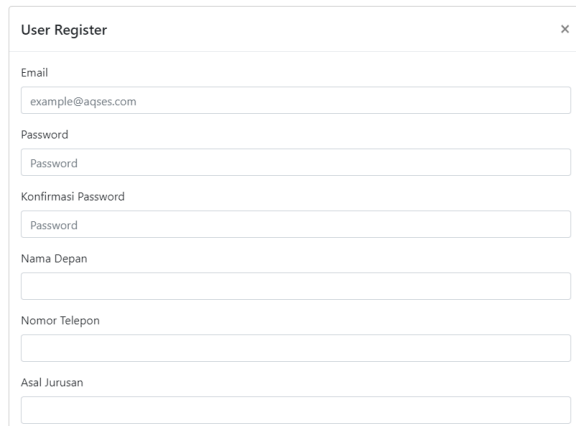 User Register ×
Email
example@aqses.com
Password
Password
Konfirmasi Password
Password
Nama Depan
Nomor Telepon
Asal Jurusan